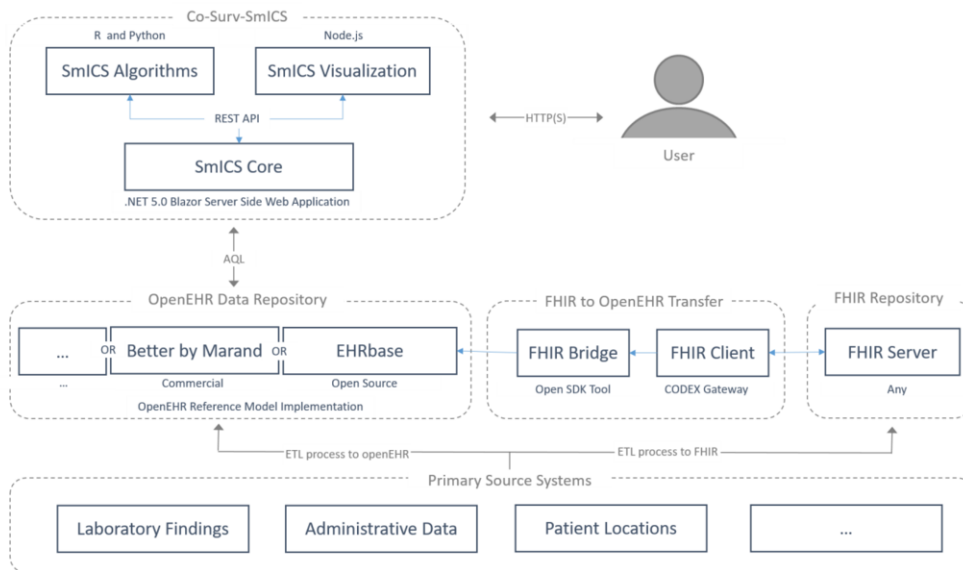 Co-Surv-SmICS
R and Python
Node.js
SmICS Algorithms
SmICS Visualization
REST API
SmICS Core
.NET 5.0 Blazor Server Side Web Application
HTTP(S)
User
AQL
OpenEHR Data Repository
FHIR to OpenEHR Transfer
FHIR Repository
... OR Better by Marand OR EHRbase
FHIR Bridge
FHIR Client
FHIR Server
...
Commercial
Open Source
Open SDK Tool
CODEX Gateway
Any
OpenEHR Reference Model Implementation
ETL process to openEHR
ETL process to FHIR
Primary Source Systems
Laboratory Findings
Administrative Data
Patient Locations
...